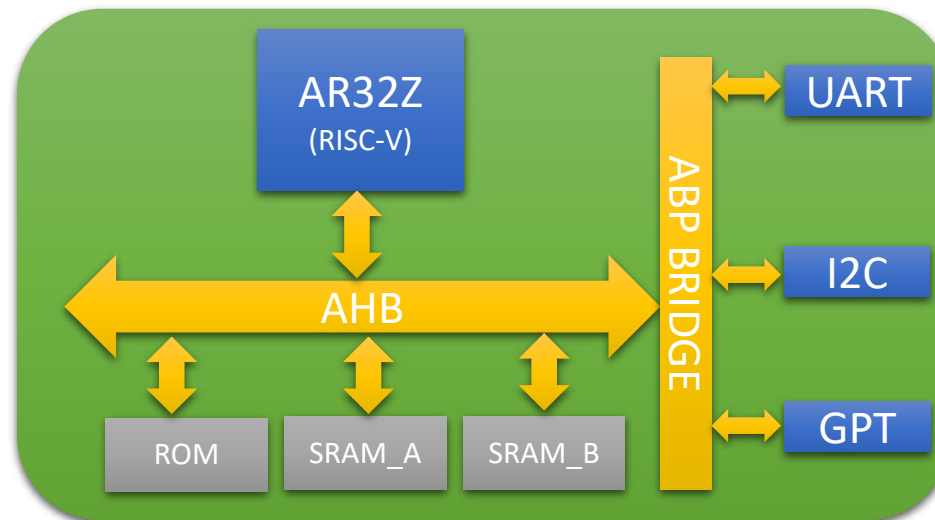 AR32Z
(RISC-V)
AHB
ROM
SRAM_A
SRAM_B
ABP BRIDGE
UART
I2C
GPT